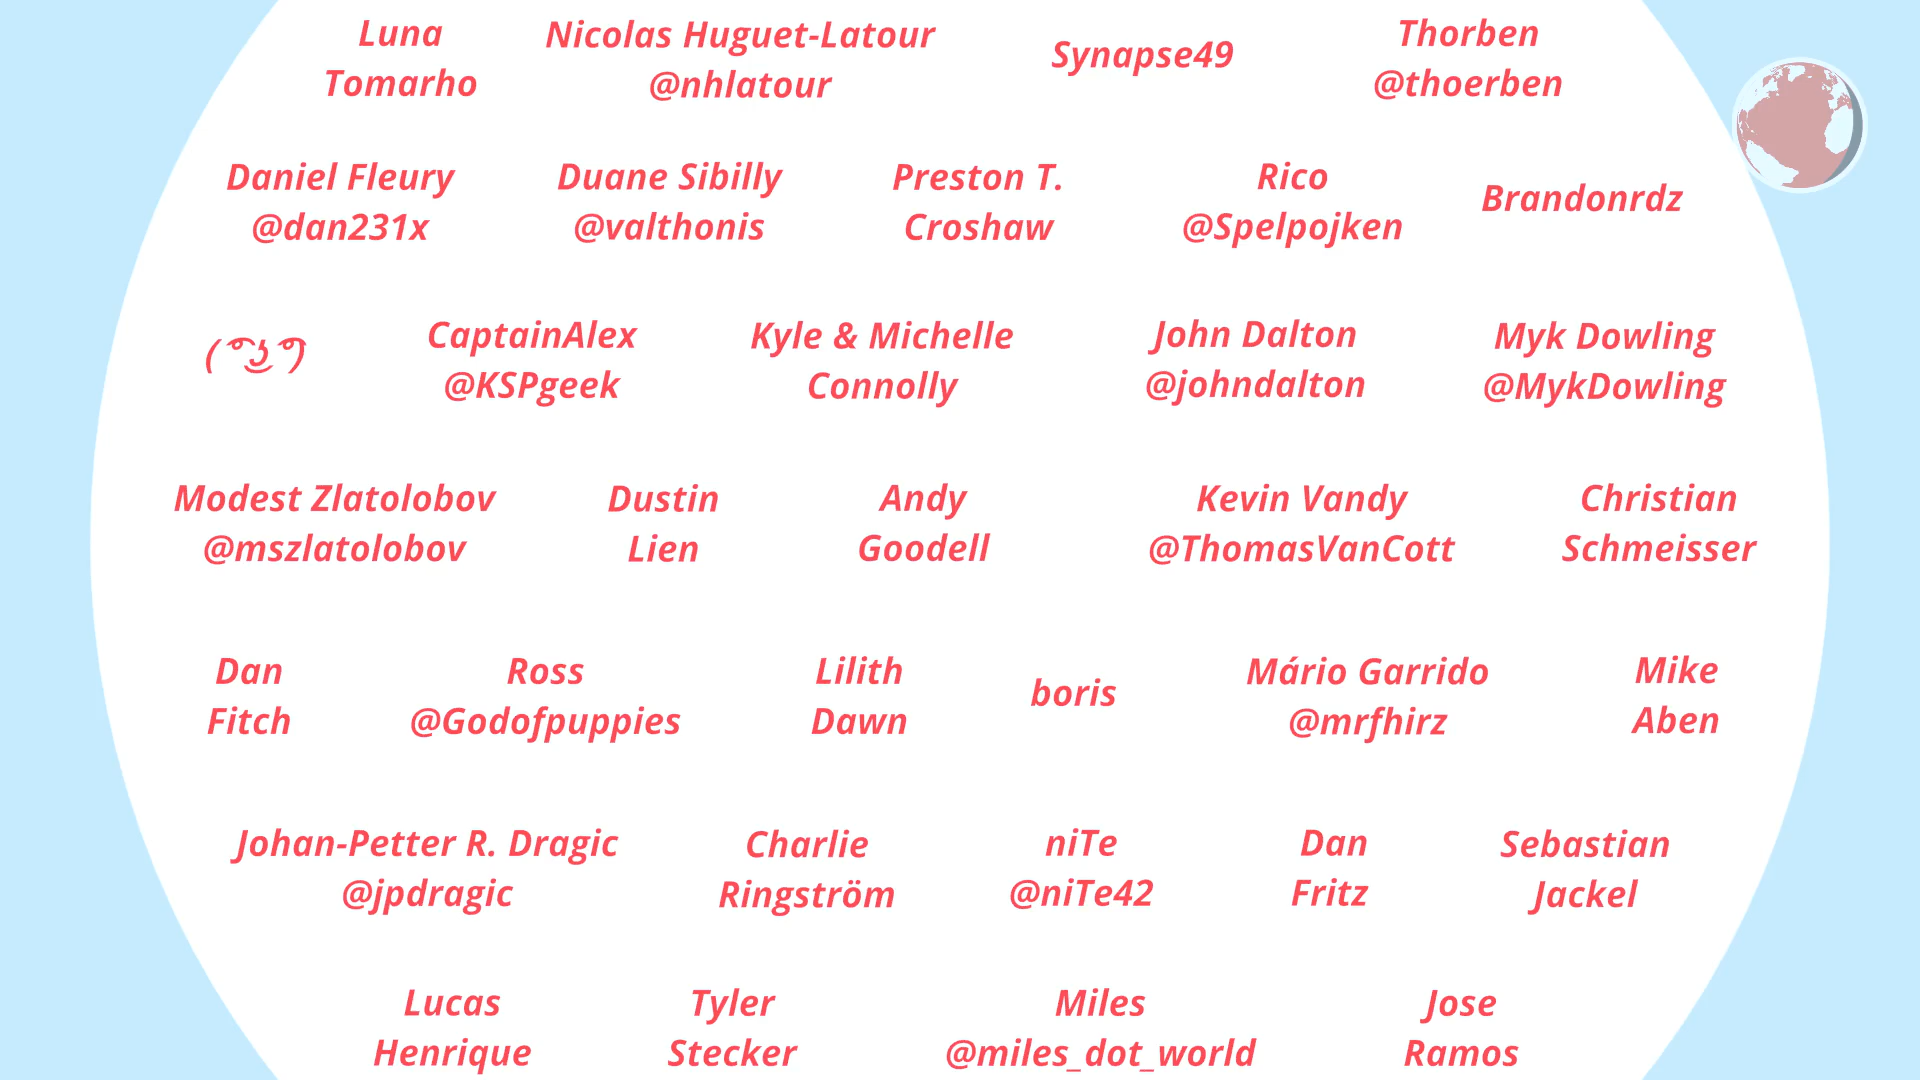 Luna
Tomarho
Nicolas Huguet-Latour
@nhlatour
Synapse49
Thorben
@thoerben
Daniel Fleury
@dan231x
Duane Sibilly
@valthonis
Preston T.
Croshaw
Rico
@Spelpojken
Brandonrdz
( ͡° ͜ʖ ͡°)
CaptainAlex
@KSPgeek
Kyle & Michelle
Connolly
John Dalton
@johndalton
Myk Dowling
@MykDowling
Modest Zlatolobov
@mszlatolobov
Dustin
Lien
Andy
Goodell
Kevin Vandy
@ThomasVanCott
Christian
Schmeisser
Dan
Fitch
Ross
@Godofpuppies
Lilith
Dawn
boris
Mário Garrido
@mrfhirz
Mike
Aben
Johan-Petter R. Dragic
@jpdragic
Charlie
Ringström
niTe
@niTe42
Dan
Fritz
Sebastian
Jackel
Lucas
Henrique
Tyler
Stecker
Miles
@miles_dot_world
Jose
Ramos